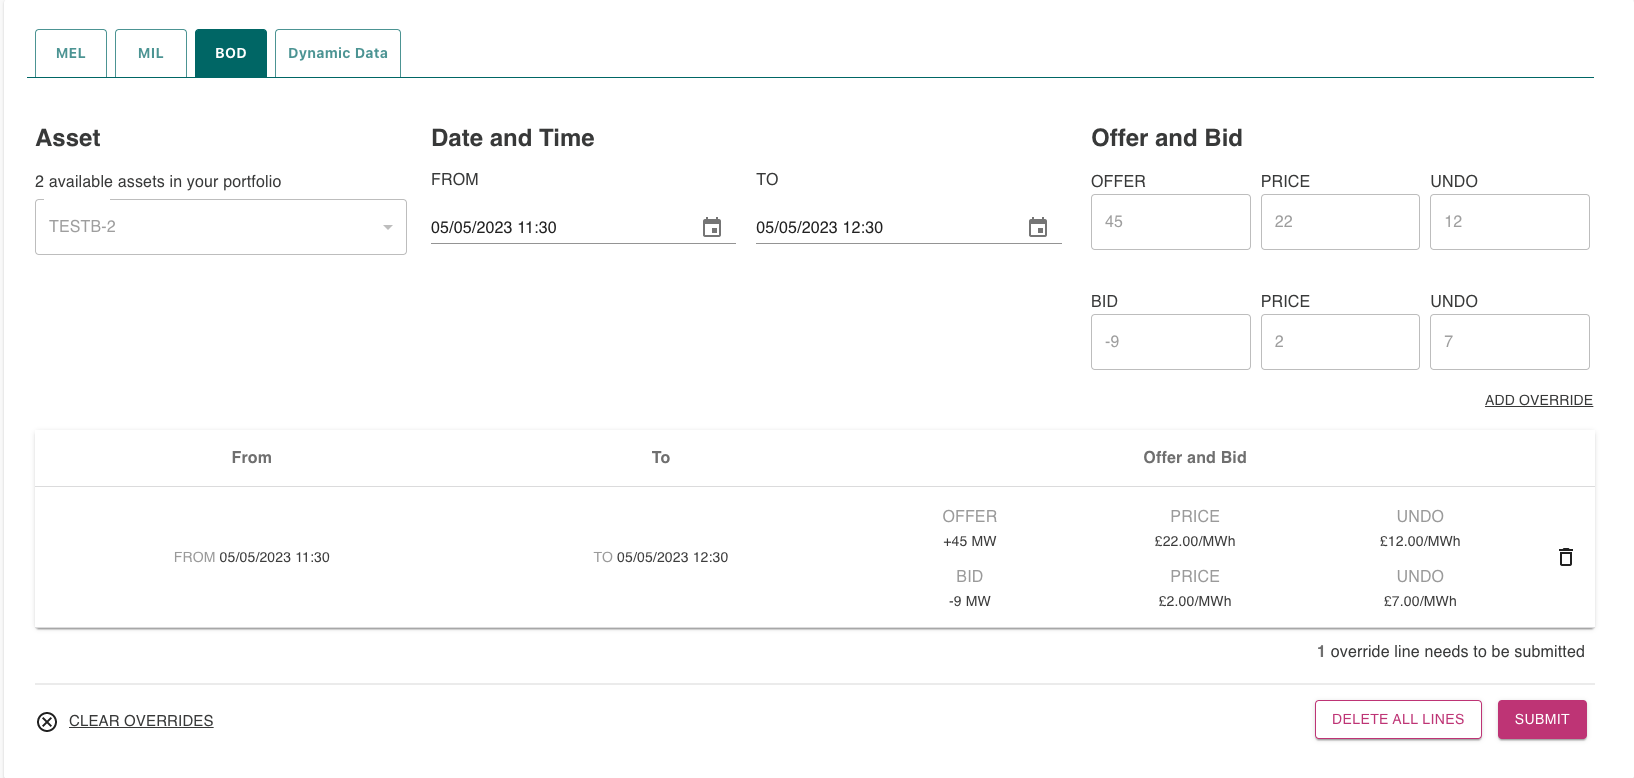 MEL MIL BOD Dynamic Data
Asset Date and Time Offer and Bid
2 available assets in your portfolio FROM TO OFFER PRICE UNDO
TESTB-2 05/05/2023 11:30 05/05/2023 12:30 45 22 12
BID PRICE UNDO
-9 2 7
ADD OVERRIDE
From To Offer and Bid
OFFER PRICE UNDO
+45 MW £22.00/MWh £12.00/MWh
FROM 05/05/2023 11:30 TO 05/05/2023 12:30
BID PRICE UNDO
-9 MW £2.00/MWh £7.00/MWh
1 override line needs to be submitted
CLEAR OVERRIDES DELETE ALL LINES SUBMIT